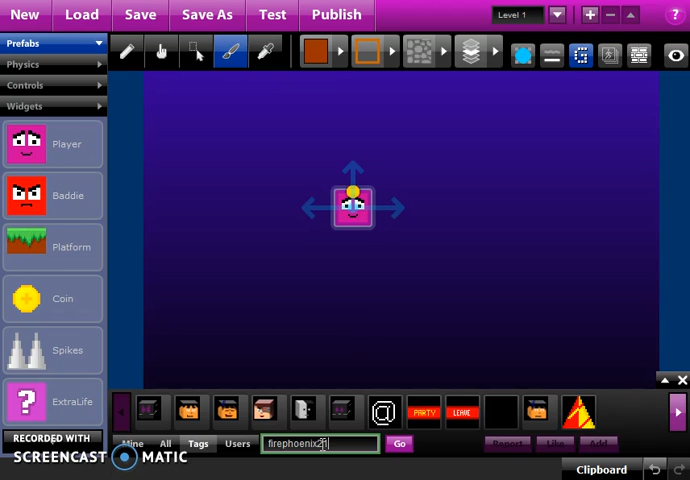 New Load Save Save As Test Publish Level 1 ?
Prefabs
Physics
Controls
Widgets
Player
Baddie
Platform
Coin
Spikes
ExtraLife
@ PARTY LEAVE
Mine All Tags Users firephoenix21 Go Report Like Add
RECORDED WITH
SCREENCAST MATIC
Clipboard